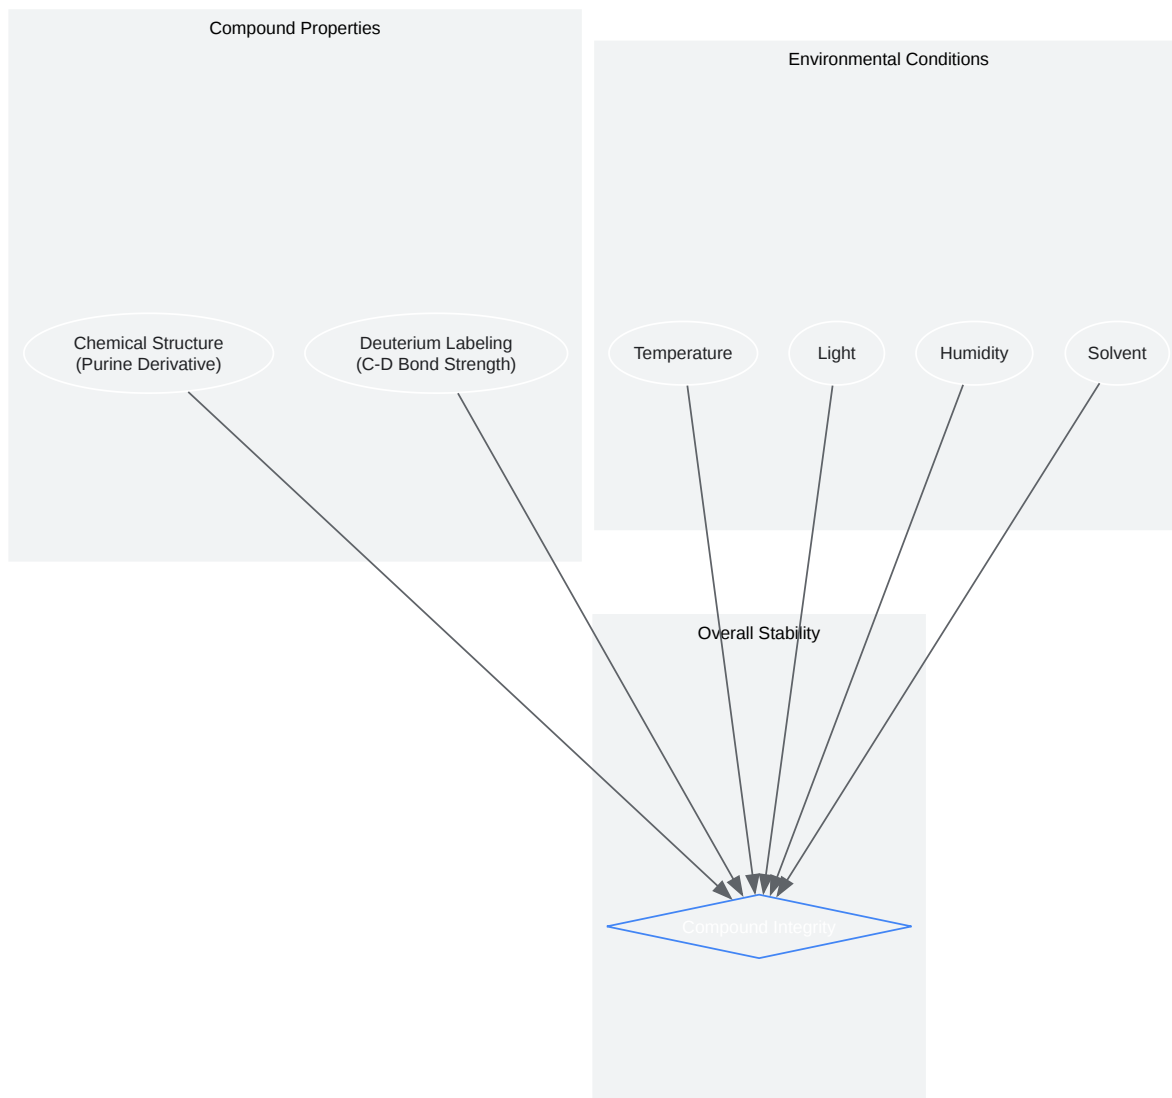 Compound Properties
Environmental Conditions
Chemical Structure
(Purine Derivative)
Deuterium Labeling
(C-D Bond Strength)
Temperature
Light
Humidity
Solvent
Overall Stability
Compound Integrity